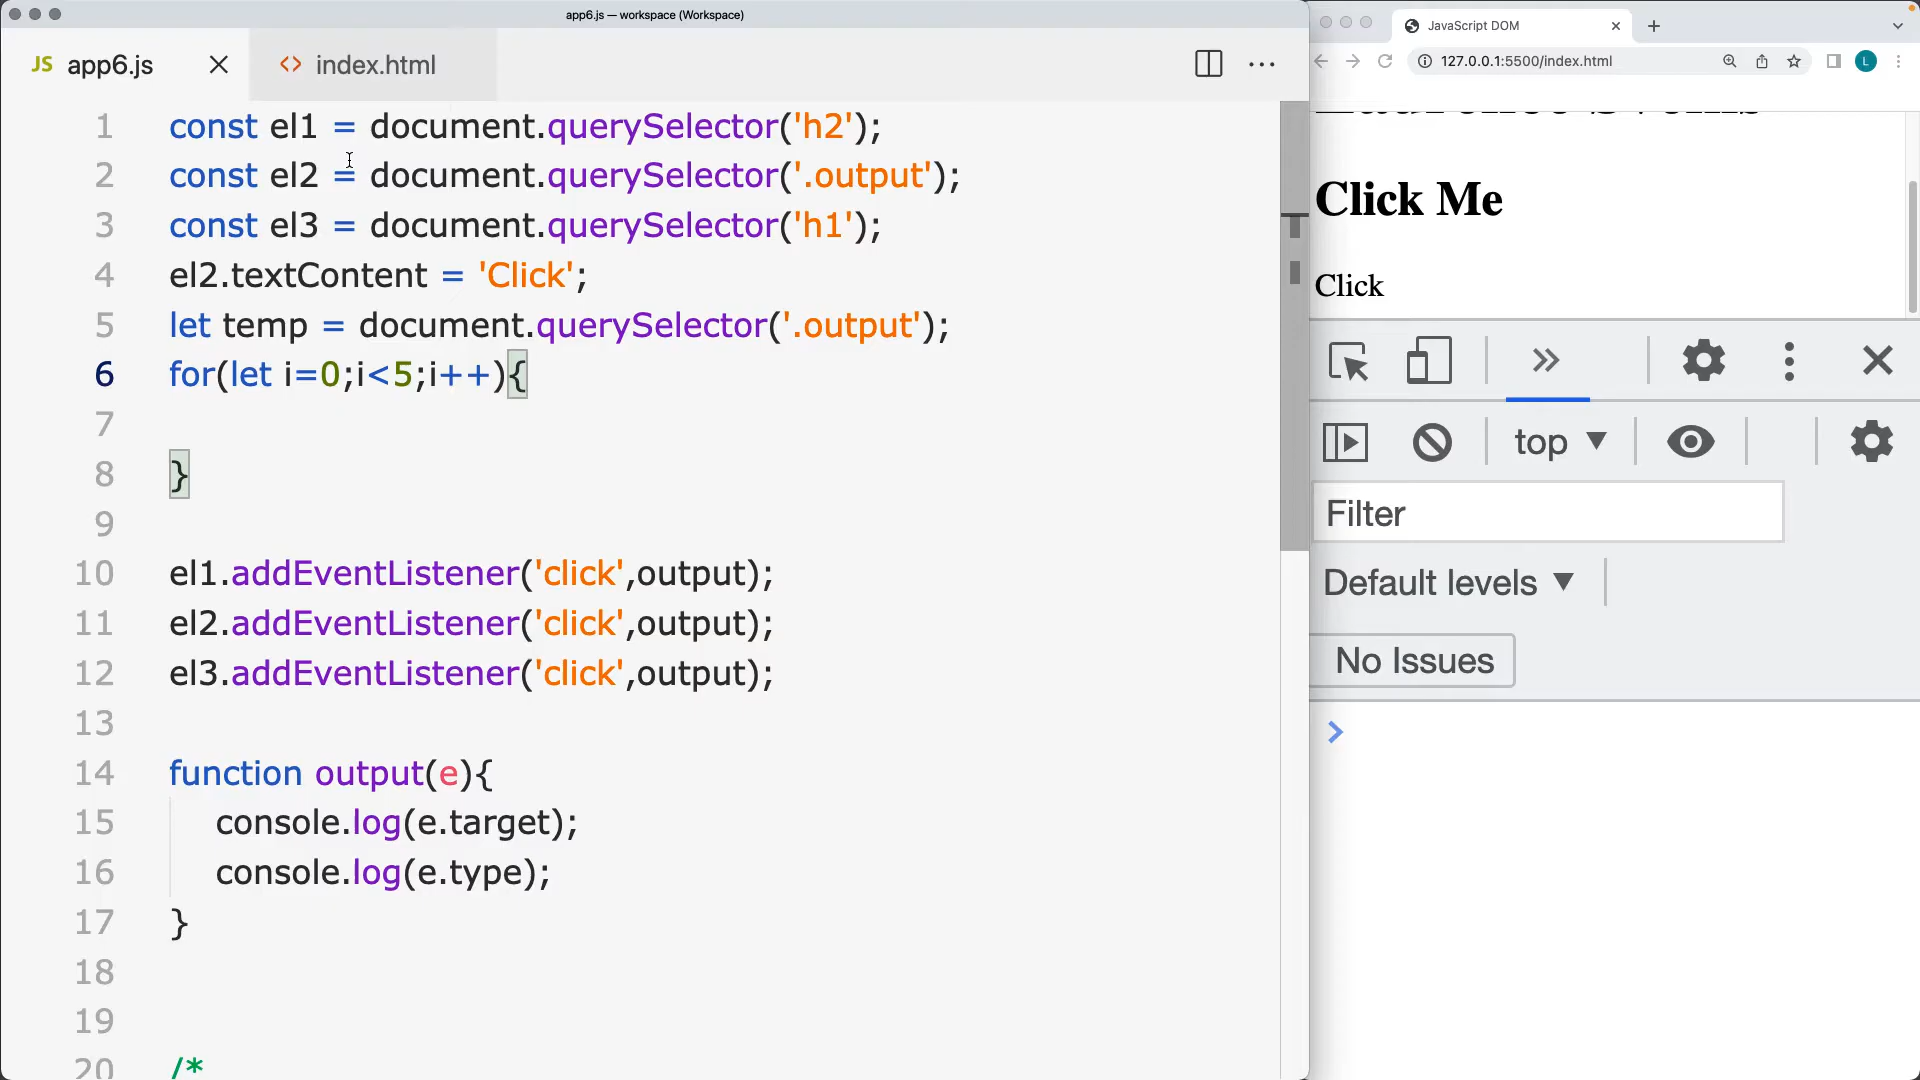 app6.js — workspace (Workspace)
JS app6.js
<> index.html
1 const el1 = document.querySelector('h2');
2 const el2 = document.querySelector('.output');
3 const el3 = document.querySelector('h1');
4 el2.textContent = 'Click';
5 let temp = document.querySelector('.output');
6 for(let i=0;i<5;i++){
7
8 }
9
10 el1.addEventListener('click',output);
11 el2.addEventListener('click',output);
12 el3.addEventListener('click',output);
13
14 function output(e){
15 console.log(e.target);
16 console.log(e.type);
17 }
18
19
20 /*
JavaScript DOM
127.0.0.1:5500/index.html
L
Click Me
Click
top
Filter
Default levels
No Issues